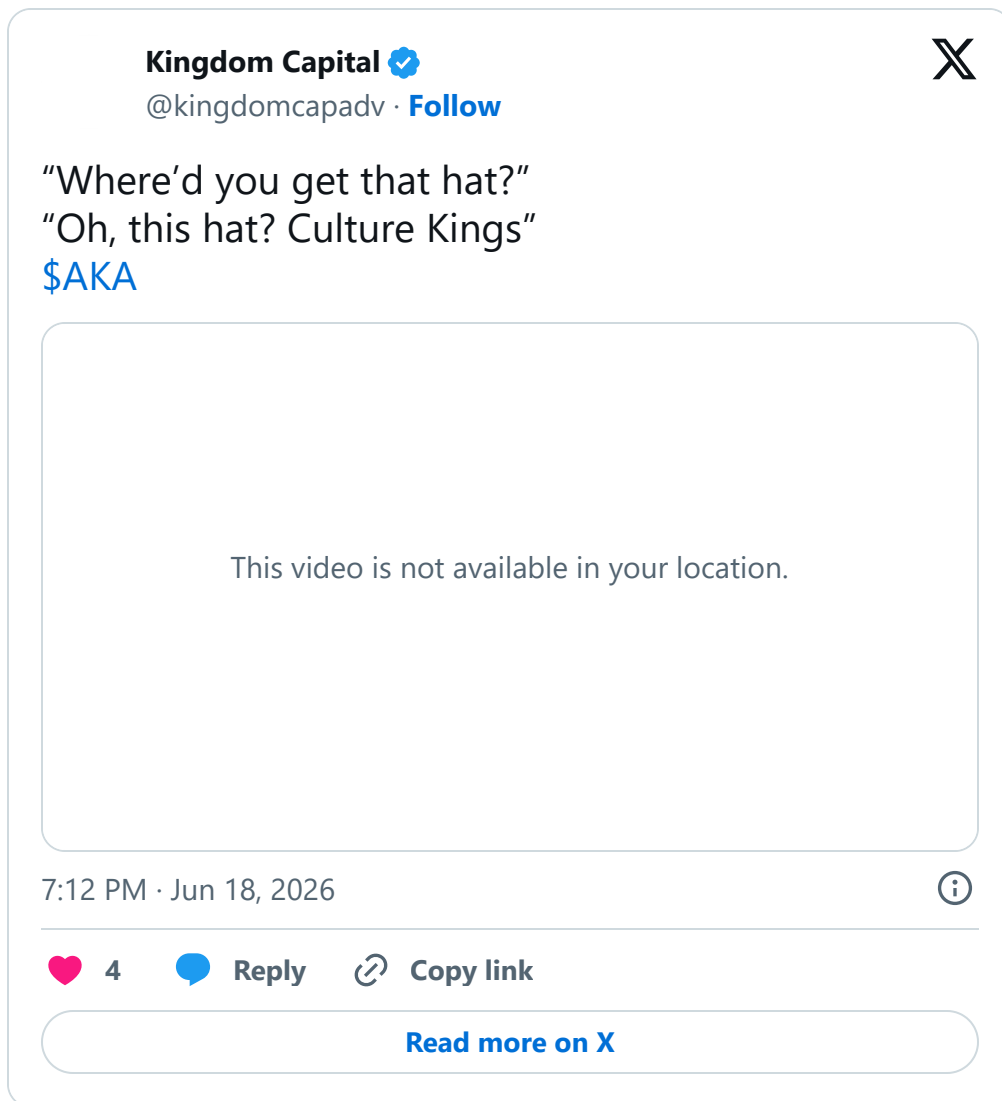 Kingdom Capital
@kingdomcapadv · Follow
“Where’d you get that hat?”
“Oh, this hat? Culture Kings”
$AKA
This video is not available in your location.
7:12 PM · Jun 18, 2026
4 Reply Copy link
Read more on X